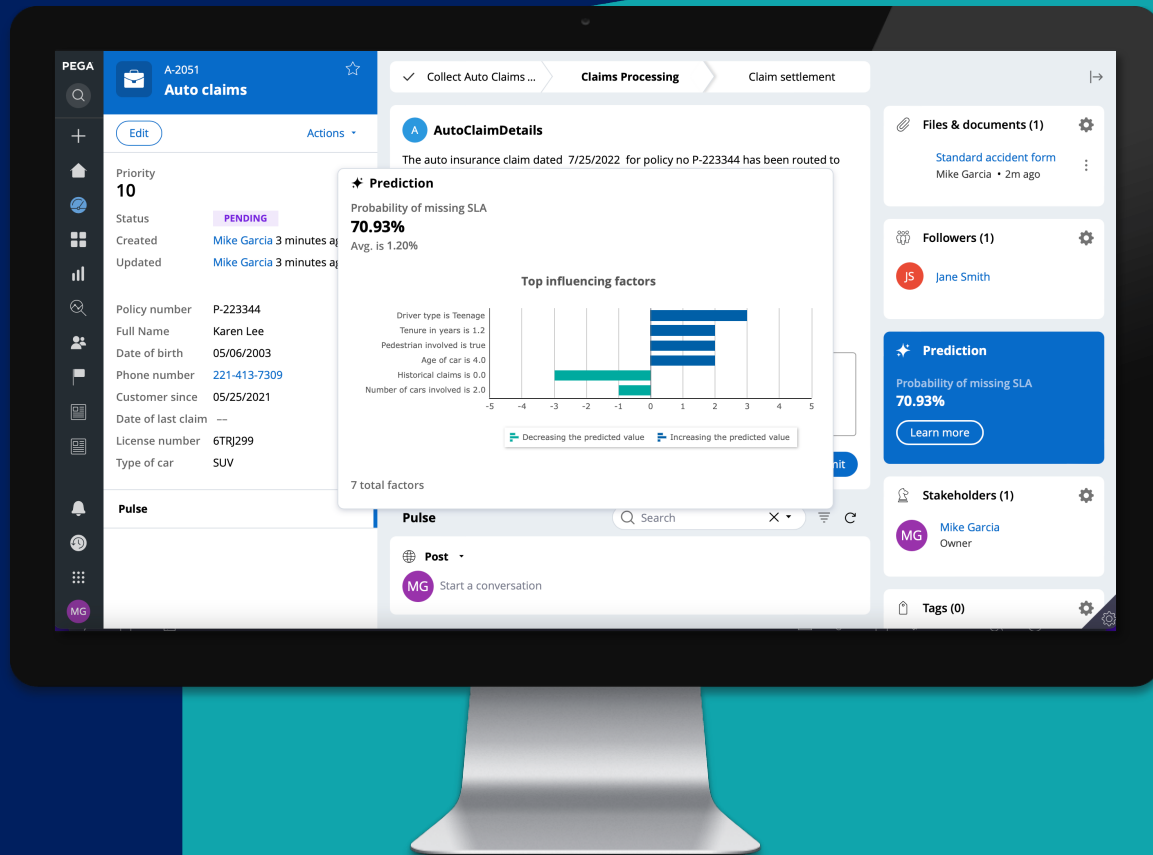 PEGA
A-2051
Auto claims
Edit
Actions
Priority
10
Status PENDING
Created Mike Garcia 3 minutes
Updated Mike Garcia 3 minutes
Policy number P-223344
Full Name Karen Lee
Date of birth 05/06/2003
Phone number 221-413-7309
Customer since 05/25/2021
Date of last claim ––
License number 6TRJ299
Type of car SUV
Pulse
MG
Collect Auto Claims ...
Claims Processing
Claim settlement
A AutoClaimDetails
The auto insurance claim dated 7/25/2022 for policy no P-223344 has been routed to
Prediction
Probability of missing SLA
70.93%
Avg. is 1.20%
Top influencing factors
Driver type is Teenage
Tenure in years is 1.2
Pedestrian involved is true
Age of car is 4.0
Historical claims is 0.0
Number of cars involved is 2.0
-5 -4 -3 -2 -1 0 1 2 3 4 5
Decreasing the predicted value Increasing the predicted value
7 total factors
Pulse
Search
Post
MG Start a conversation
Files & documents (1)
Standard accident form
Mike Garcia • 2m ago
Followers (1)
JS Jane Smith
Prediction
Probability of missing SLA
70.93%
Learn more
Stakeholders (1)
MG Mike Garcia
Owner
Tags (0)